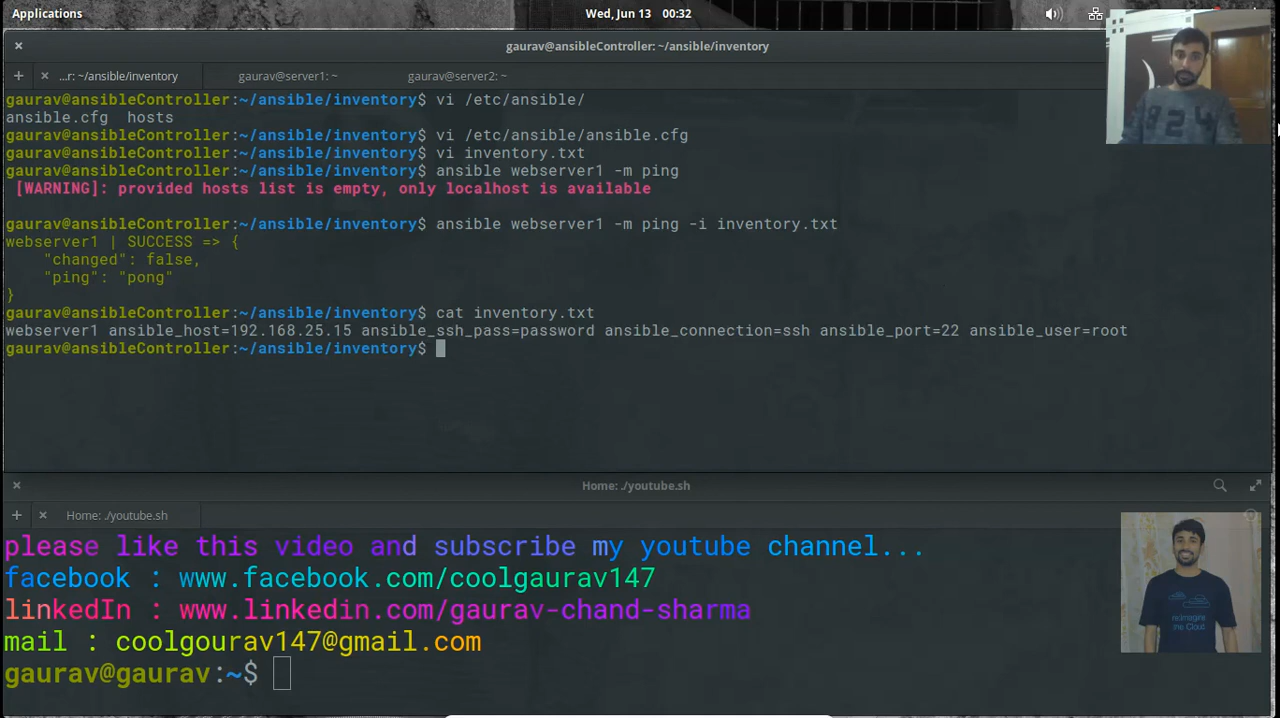 Applications
Wed, Jun 13 00:32
gaurav@ansibleController: ~/ansible/inventory
...r: ~/ansible/inventory
gaurav@server1: ~
gaurav@server2: ~
gaurav@ansibleController:~/ansible/inventory$ vi /etc/ansible/
ansible.cfg hosts
gaurav@ansibleController:~/ansible/inventory$ vi /etc/ansible/ansible.cfg
gaurav@ansibleController:~/ansible/inventory$ vi inventory.txt
gaurav@ansibleController:~/ansible/inventory$ ansible webserver1 -m ping
[WARNING]: provided hosts list is empty, only localhost is available
gaurav@ansibleController:~/ansible/inventory$ ansible webserver1 -m ping -i inventory.txt
webserver1 | SUCCESS => {
"changed": false,
"ping": "pong"
}
gaurav@ansibleController:~/ansible/inventory$ cat inventory.txt
webserver1 ansible_host=192.168.25.15 ansible_ssh_pass=password ansible_connection=ssh ansible_port=22 ansible_user=root
gaurav@ansibleController:~/ansible/inventory$
1924
Home: ./youtube.sh
Home: ./youtube.sh
please like this video and subscribe my youtube channel...
facebook : www.facebook.com/coolgaurav147
linkedIn : www.linkedin.com/gaurav-chand-sharma
mail : coolgourav147@gmail.com
gaurav@gaurav:~$
re:imagine
the Cloud